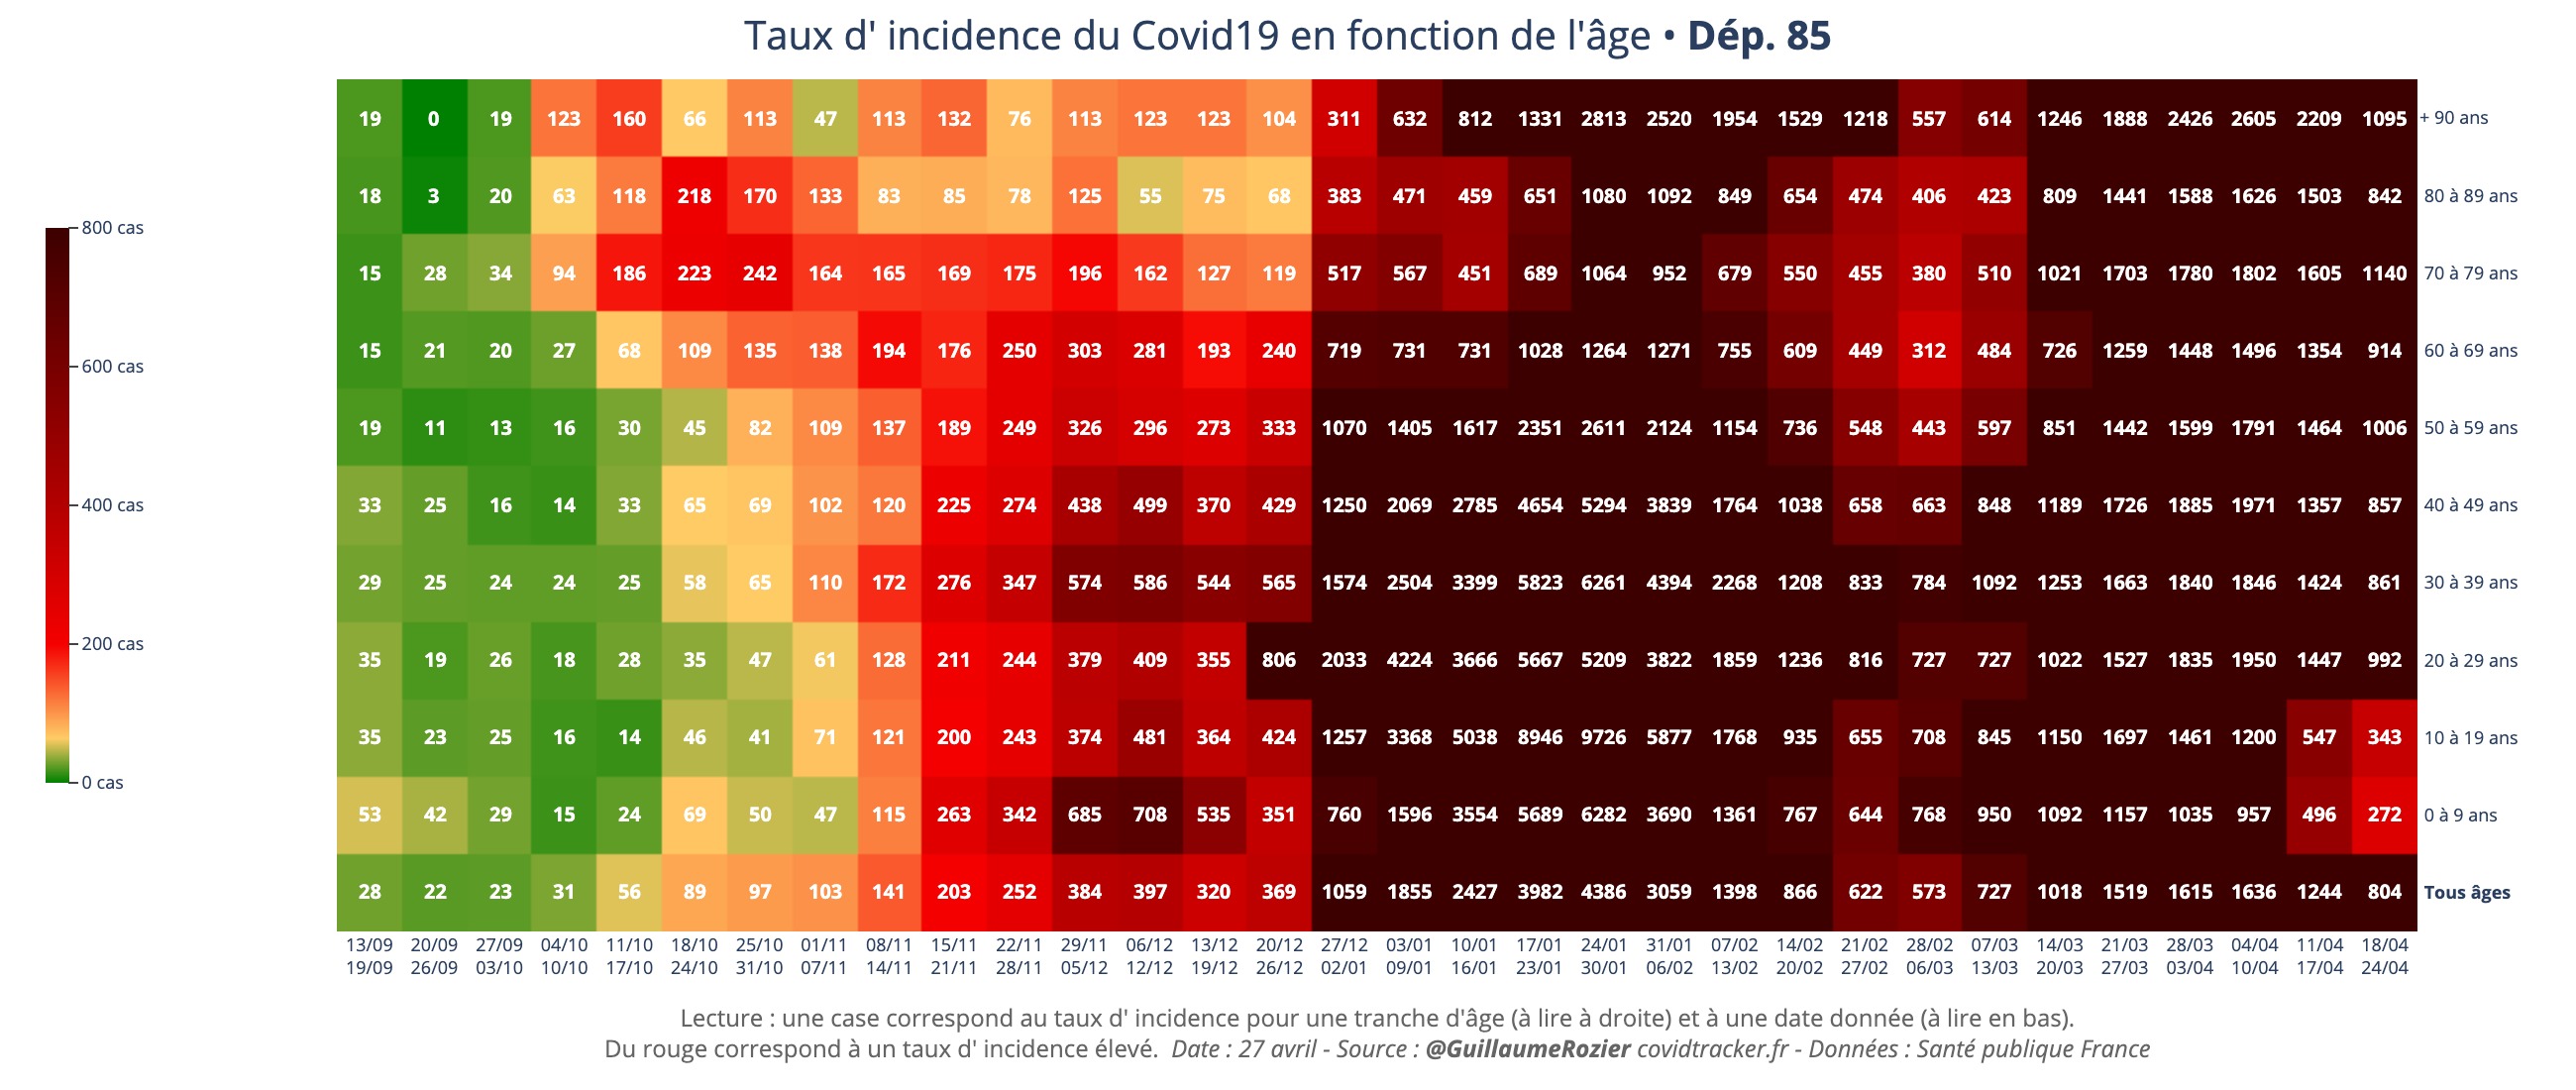 Taux d' incidence du Covid19 en fonction de l'âge • Dép. 85
800 cas
600 cas
400 cas
200 cas
0 cas
19 0 19 123 160 66 113 47 113 132 76 113 123 123 104 311 632 812 1331 2813 2520 1954 1529 1218 557 614 1246 1888 2426 2605 2209 1095 + 90 ans
18 3 20 63 118 218 170 133 83 85 78 125 55 75 68 383 471 459 651 1080 1092 849 654 474 406 423 809 1441 1588 1626 1503 842 80 à 89 ans
15 28 34 94 186 223 242 164 165 169 175 196 162 127 119 517 567 451 689 1064 952 679 550 455 380 510 1021 1703 1780 1802 1605 1140 70 à 79 ans
15 21 20 27 68 109 135 138 194 176 250 303 281 193 240 719 731 731 1028 1264 1271 755 609 449 312 484 726 1259 1448 1496 1354 914 60 à 69 ans
19 11 13 16 30 45 82 109 137 189 249 326 296 273 333 1070 1405 1617 2351 2611 2124 1154 736 548 443 597 851 1442 1599 1791 1464 1006 50 à 59 ans
33 25 16 14 33 65 69 102 120 225 274 438 499 370 429 1250 2069 2785 4654 5294 3839 1764 1038 658 663 848 1189 1726 1885 1971 1357 857 40 à 49 ans
29 25 24 24 25 58 65 110 172 276 347 574 586 544 565 1574 2504 3399 5823 6261 4394 2268 1208 833 784 1092 1253 1663 1840 1846 1424 861 30 à 39 ans
35 19 26 18 28 35 47 61 128 211 244 379 409 355 806 2033 4224 3666 5667 5209 3822 1859 1236 816 727 727 1022 1527 1835 1950 1447 992 20 à 29 ans
35 23 25 16 14 46 41 71 121 200 243 374 481 364 424 1257 3368 5038 8946 9726 5877 1768 935 655 708 845 1150 1697 1461 1200 547 343 10 à 19 ans
53 42 29 15 24 69 50 47 115 263 342 685 708 535 351 760 1596 3554 5689 6282 3690 1361 767 644 768 950 1092 1157 1035 957 496 272 0 à 9 ans
28 22 23 31 56 89 97 103 141 203 252 384 397 320 369 1059 1855 2427 3982 4386 3059 1398 866 622 573 727 1018 1519 1615 1636 1244 804 Tous âges
13/09 20/09 27/09 04/10 11/10 18/10 25/10 01/11 08/11 15/11 22/11 29/11 06/12 13/12 20/12 27/12 03/01 10/01 17/01 24/01 31/01 07/02 14/02 21/02 28/02 07/03 14/03 21/03 28/03 04/04 11/04 18/04
19/09 26/09 03/10 10/10 17/10 24/10 31/10 07/11 14/11 21/11 28/11 05/12 12/12 19/12 26/12 02/01 09/01 16/01 23/01 30/01 06/02 13/02 20/02 27/02 06/03 13/03 20/03 27/03 03/04 10/04 17/04 24/04
Lecture : une case correspond au taux d' incidence pour une tranche d'âge (à lire à droite) et à une date donnée (à lire en bas).
Du rouge correspond à un taux d' incidence élevé. Date : 27 avril - Source : @GuillaumeRozier covidtracker.fr - Données : Santé publique France